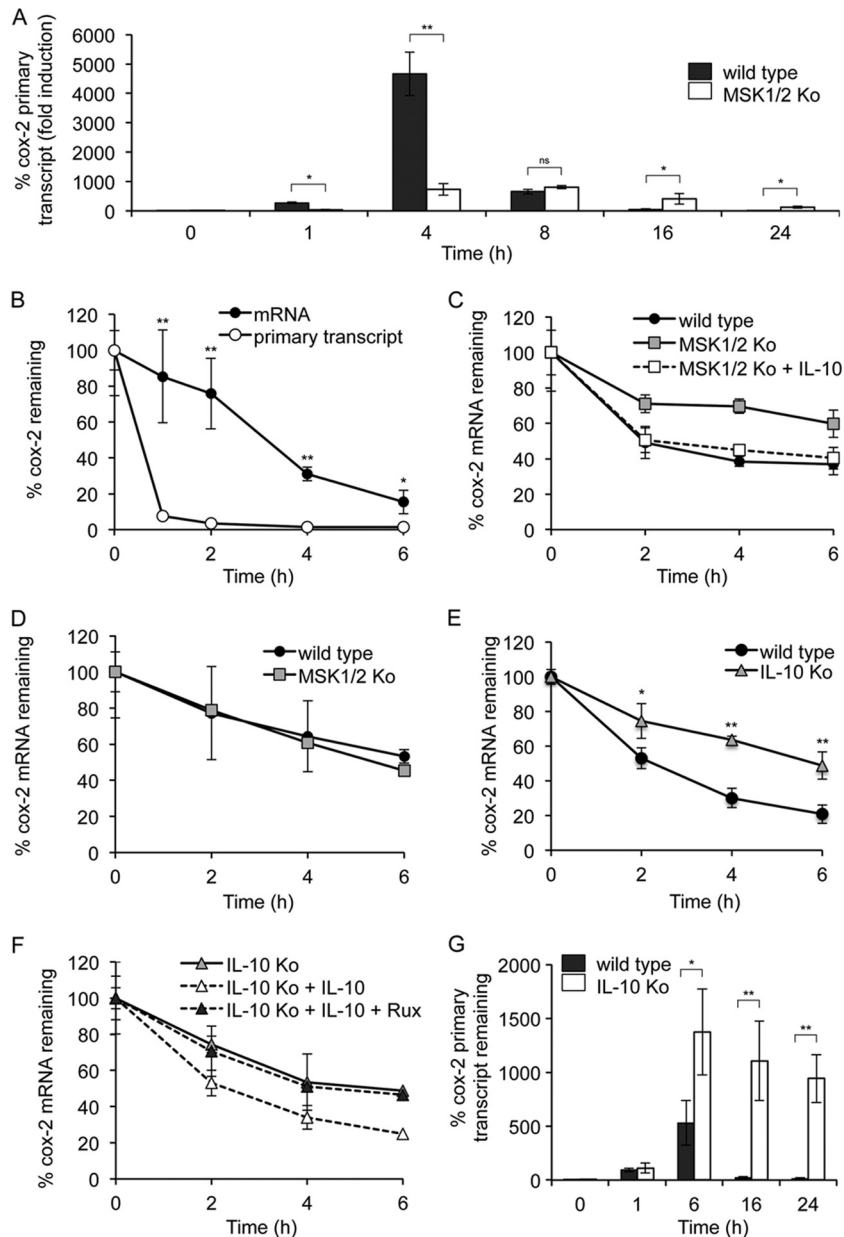 A
% cox-2 primary
transcript (fold induction)
6000
5000
4000
3000
2000
1000
0
*
**
ns
*
*
wild type
MSK1/2 Ko
0 1 4 8 16 24
Time (h)
B
% cox-2 remaining
120
100
80
60
40
20
0
mRNA
primary transcript
**
**
**
*
0 1 2 4 6
Time (h)
C
% cox-2 mRNA remaining
120
100
80
60
40
20
0
wild type
MSK1/2 Ko
MSK1/2 Ko + IL-10
0 2 4 6
Time (h)
D
% cox-2 mRNA remaining
120
100
80
60
40
20
0
wild type
MSK1/2 Ko
0 2 4 6
Time (h)
E
% cox-2 mRNA remaining
120
100
80
60
40
20
0
wild type
IL-10 Ko
*
**
**
0 2 4 6
Time (h)
F
% cox-2 mRNA remaining
120
100
80
60
40
20
0
IL-10 Ko
IL-10 Ko + IL-10
IL-10 Ko + IL-10 + Rux
0 2 4 6
Time (h)
G
% cox-2 primary
transcript remaining
2000
1500
1000
500
0
wild type
IL-10 Ko
*
**
**
0 1 6 16 24
Time (h)